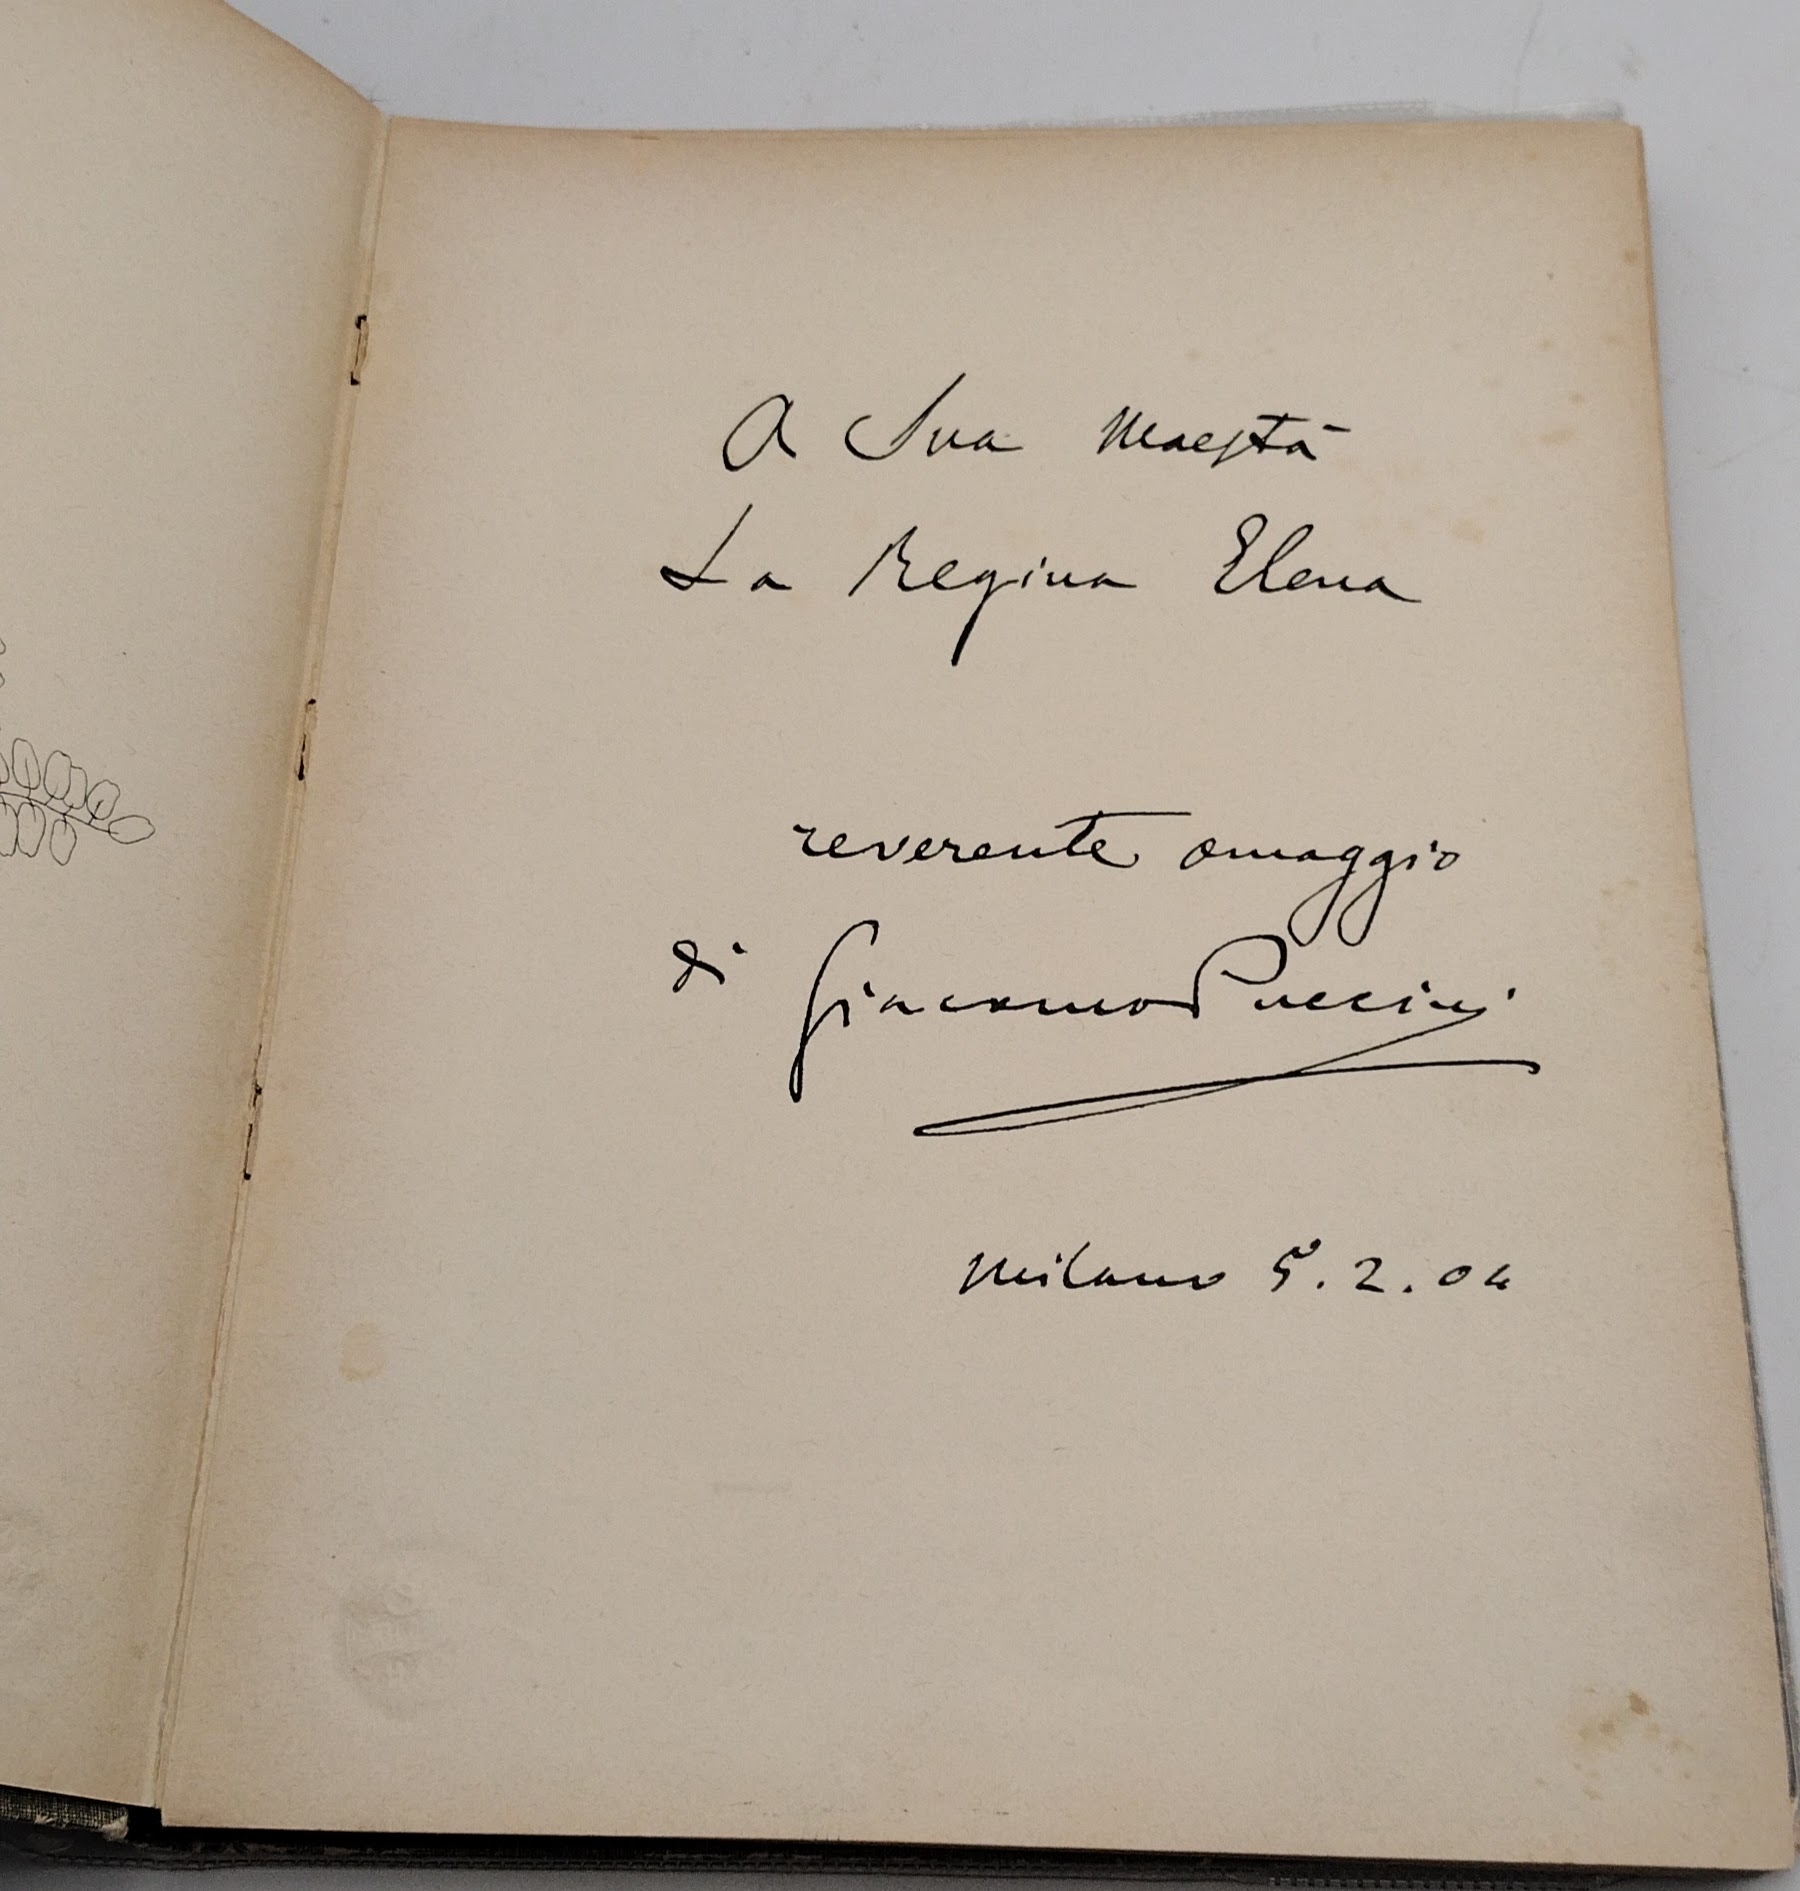 A Sua Maestà
La Regina Elena
reverente omaggio
di Giacomo Puccini
Milano 5.2.04